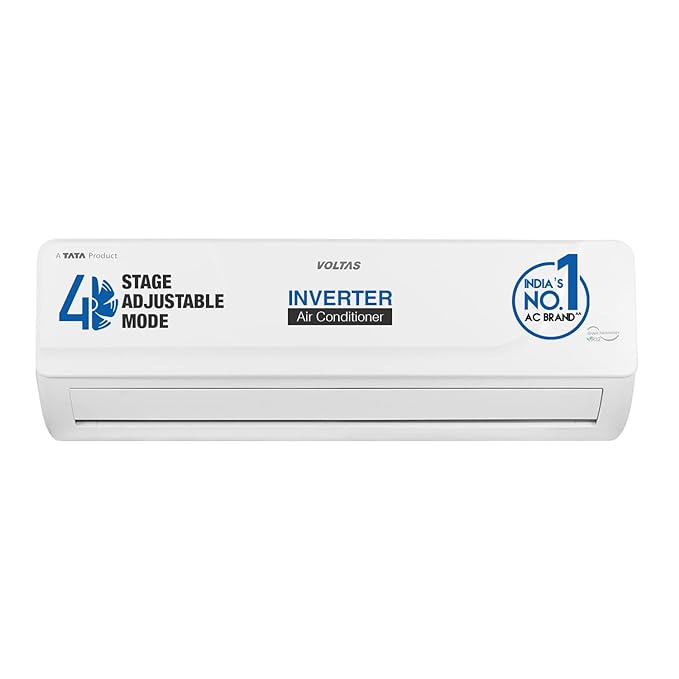 A TATA Product
VOLTAS
4
STAGE
ADJUSTABLE
MODE
INVERTER
Air Conditioner
INDIA'S
NO.1
AC BRAND^^